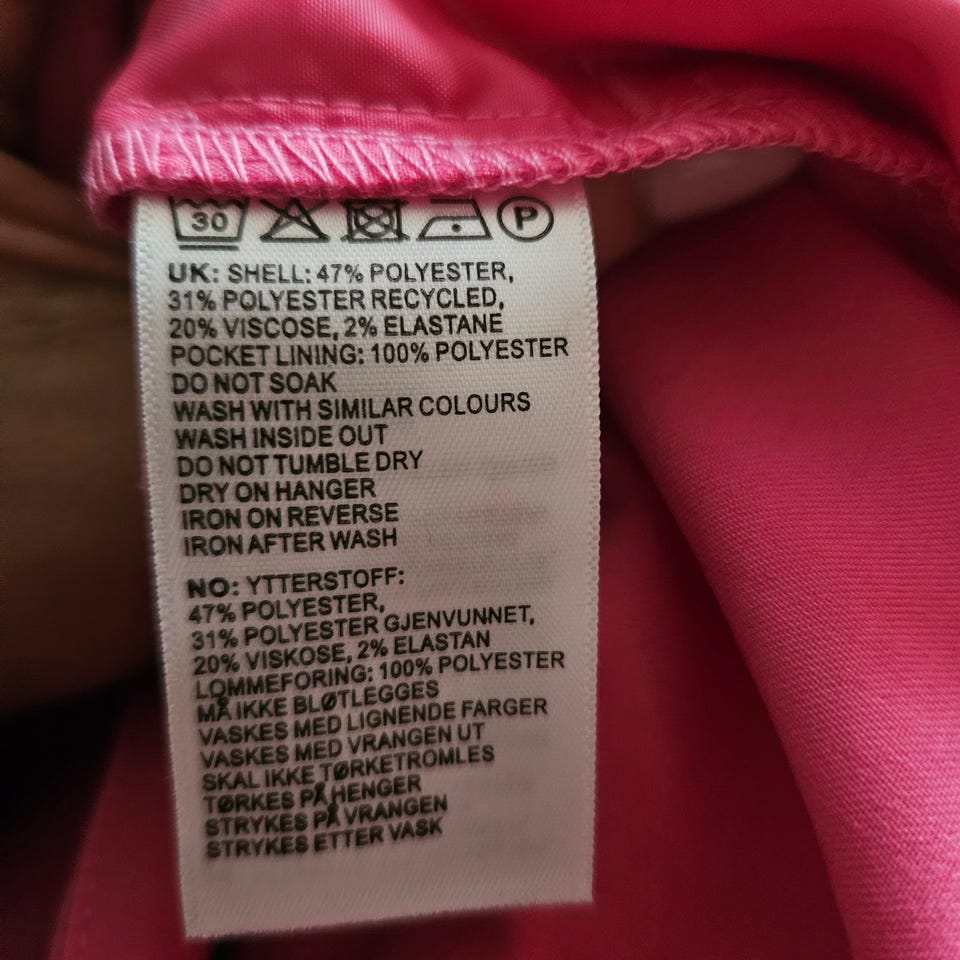 30 P
UK: SHELL: 47% POLYESTER,
31% POLYESTER RECYCLED,
20% VISCOSE, 2% ELASTANE
POCKET LINING: 100% POLYESTER
DO NOT SOAK
WASH WITH SIMILAR COLOURS
WASH INSIDE OUT
DO NOT TUMBLE DRY
DRY ON HANGER
IRON ON REVERSE
IRON AFTER WASH
NO: YTTERSTOFF:
47% POLYESTER,
31% POLYESTER GJENVUNNET,
20% VISKOSE, 2% ELASTAN
LOMMEFORING: 100% POLYESTER
MÅ IKKE BLØTLEGGES
VASKES MED LIGNENDE FARGER
VASKES MED VRANGEN UT
SKAL IKKE TØRKETROMLES
TØRKES PÅ HENGER
STRYKES PÅ VRANGEN
STRYKES ETTER VASK